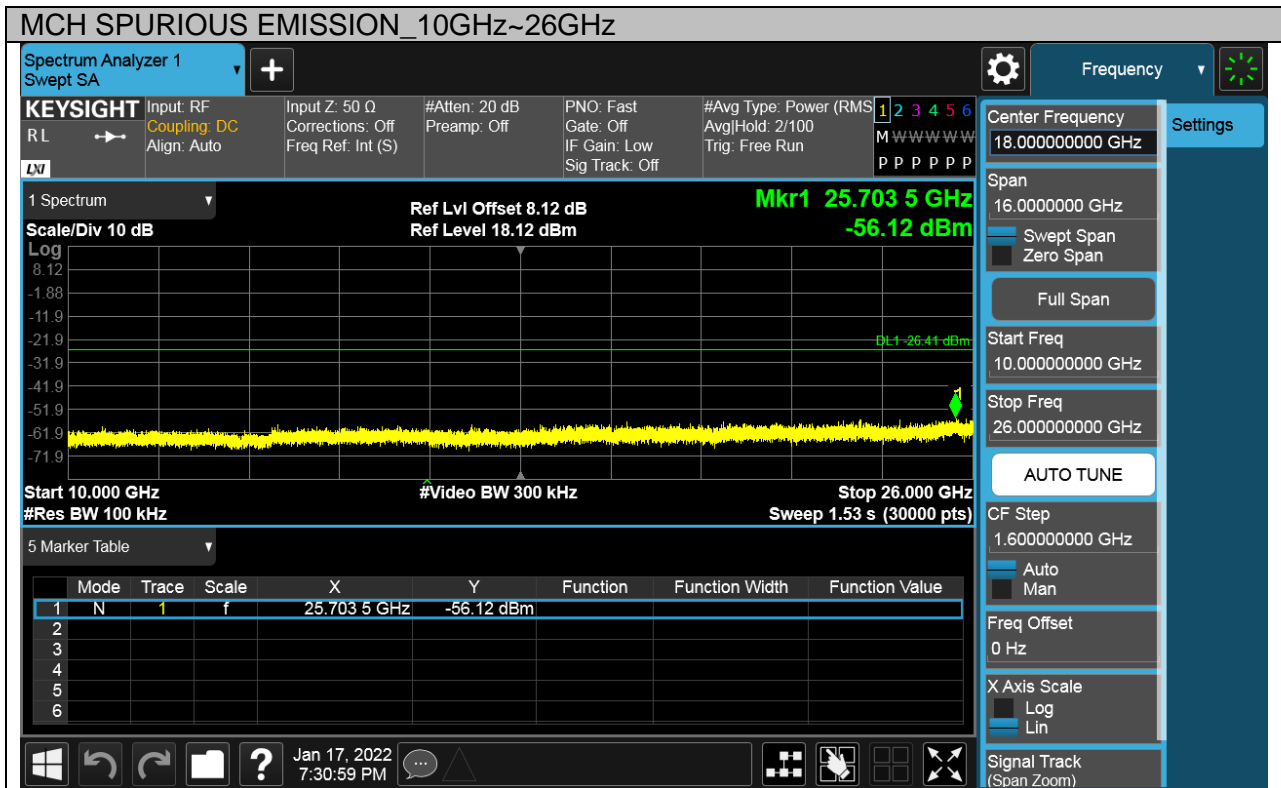 MCH SPURIOUS EMISSION_10GHz~26GHz
Spectrum Analyzer 1
Swept SA
+
Frequency
KEYSIGHT
RL
LXI
Input: RF
Coupling: DC
Align: Auto
Input Z: 50 Ω
Corrections: Off
Freq Ref: Int (S)
#Atten: 20 dB
Preamp: Off
PNO: Fast
Gate: Off
IF Gain: Low
Sig Track: Off
#Avg Type: Power (RMS
Avg|Hold: 2/100
Trig: Free Run
1 2 3 4 5 6
M W W W W W
P P P P P P
1 Spectrum
Scale/Div 10 dB
Ref Lvl Offset 8.12 dB
Ref Level 18.12 dBm
Mkr1 25.703 5 GHz
-56.12 dBm
Log
8.12
-1.88
-11.9
-21.9
-31.9
-41.9
-51.9
-61.9
-71.9
DL1 -26.41 dBm
1
Start 10.000 GHz
#Video BW 300 kHz
Stop 26.000 GHz
#Res BW 100 kHz
Sweep 1.53 s (30000 pts)
5 Marker Table
Mode Trace Scale X Y Function Function Width Function Value
1 N 1 f 25.703 5 GHz -56.12 dBm
2
3
4
5
6
Center Frequency
18.000000000 GHz
Settings
Span
16.0000000 GHz
Swept Span
Zero Span
Full Span
Start Freq
10.000000000 GHz
Stop Freq
26.000000000 GHz
AUTO TUNE
CF Step
1.600000000 GHz
Auto
Man
Freq Offset
0 Hz
X Axis Scale
Log
Lin
Signal Track
(Span Zoom)
?
Jan 17, 2022
7:30:59 PM